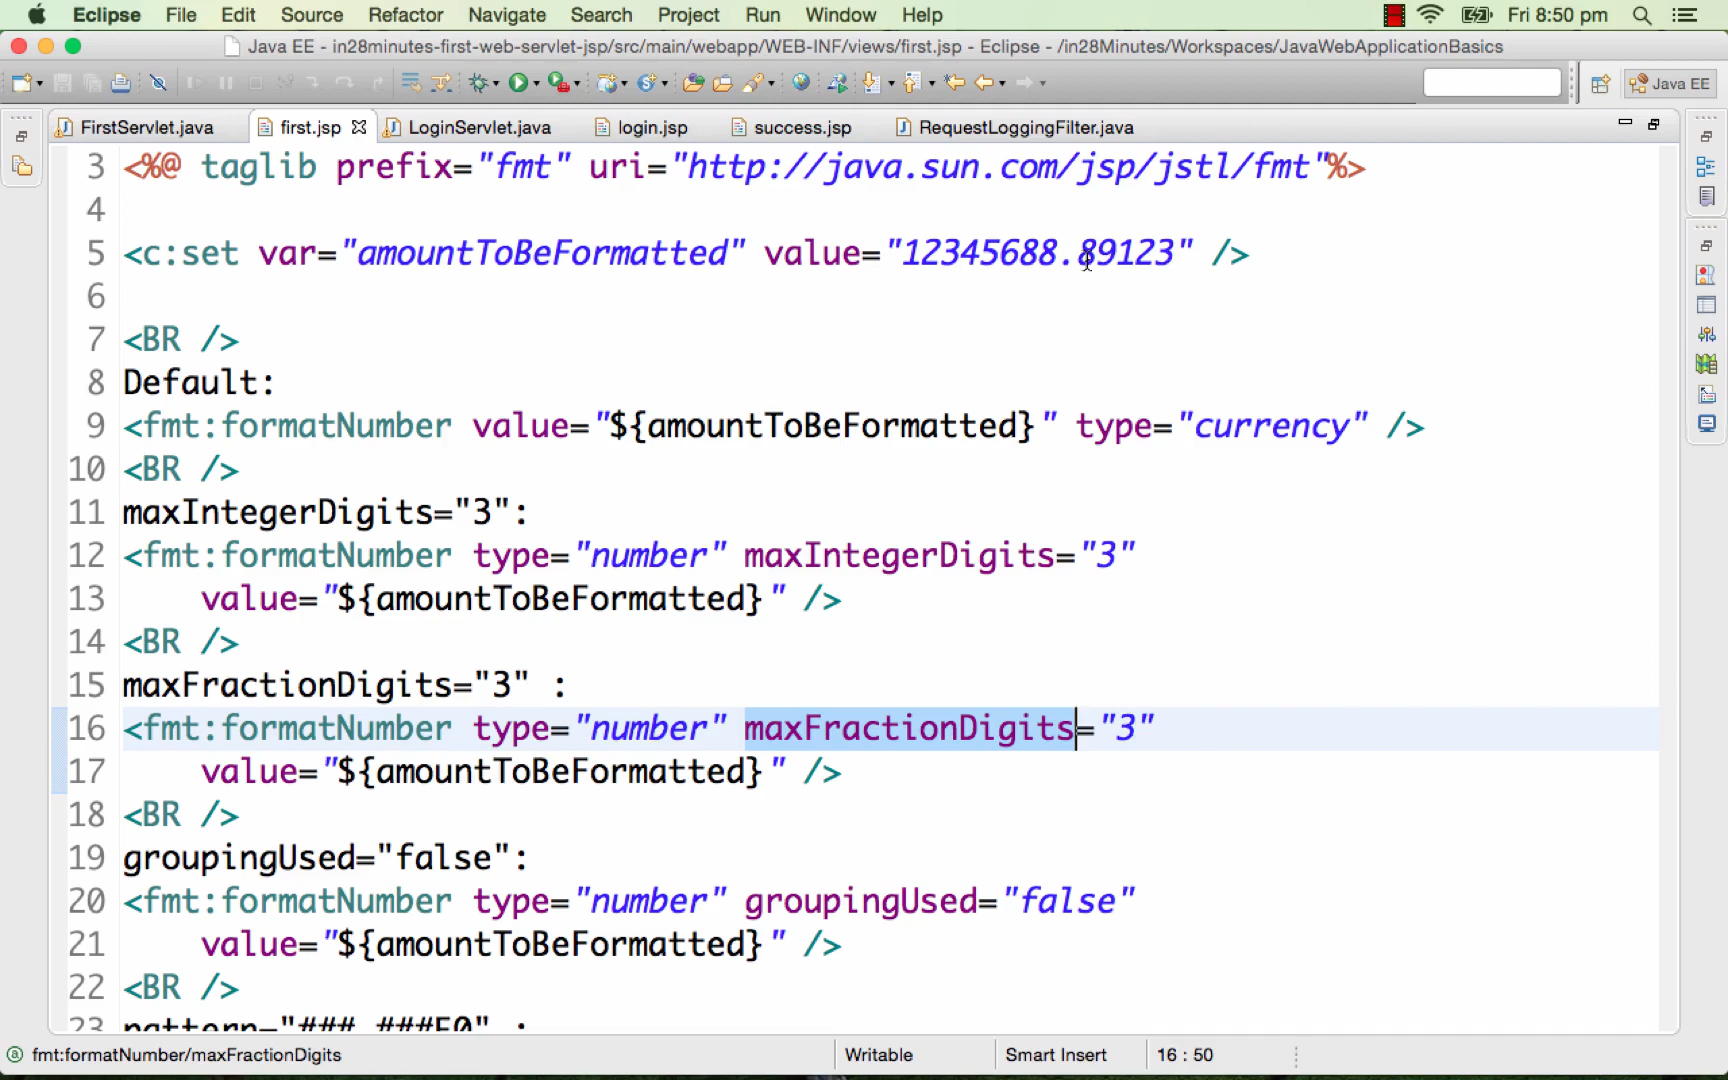 Eclipse File Edit Source Refactor Navigate Search Project Run Window Help Fri 8:50 pm
Java EE - in28minutes-first-web-servlet-jsp/src/main/webapp/WEB-INF/views/first.jsp - Eclipse - /in28Minutes/Workspaces/JavaWebApplicationBasics
Java EE
FirstServlet.java first.jsp LoginServlet.java login.jsp success.jsp RequestLoggingFilter.java
3 <%@ taglib prefix="fmt" uri="http://java.sun.com/jsp/jstl/fmt"%>
4
5 <c:set var="amountToBeFormatted" value="12345688.89123" />
6
7 <BR />
8 Default:
9 <fmt:formatNumber value="${amountToBeFormatted}" type="currency" />
10 <BR />
11 maxIntegerDigits="3":
12 <fmt:formatNumber type="number" maxIntegerDigits="3"
13 value="${amountToBeFormatted}" />
14 <BR />
15 maxFractionDigits="3" :
16 <fmt:formatNumber type="number" maxFractionDigits="3"
17 value="${amountToBeFormatted}" />
18 <BR />
19 groupingUsed="false":
20 <fmt:formatNumber type="number" groupingUsed="false"
21 value="${amountToBeFormatted}" />
22 <BR />
23 pattern="###.###E0" :
fmt:formatNumber/maxFractionDigits Writable Smart Insert 16 : 50